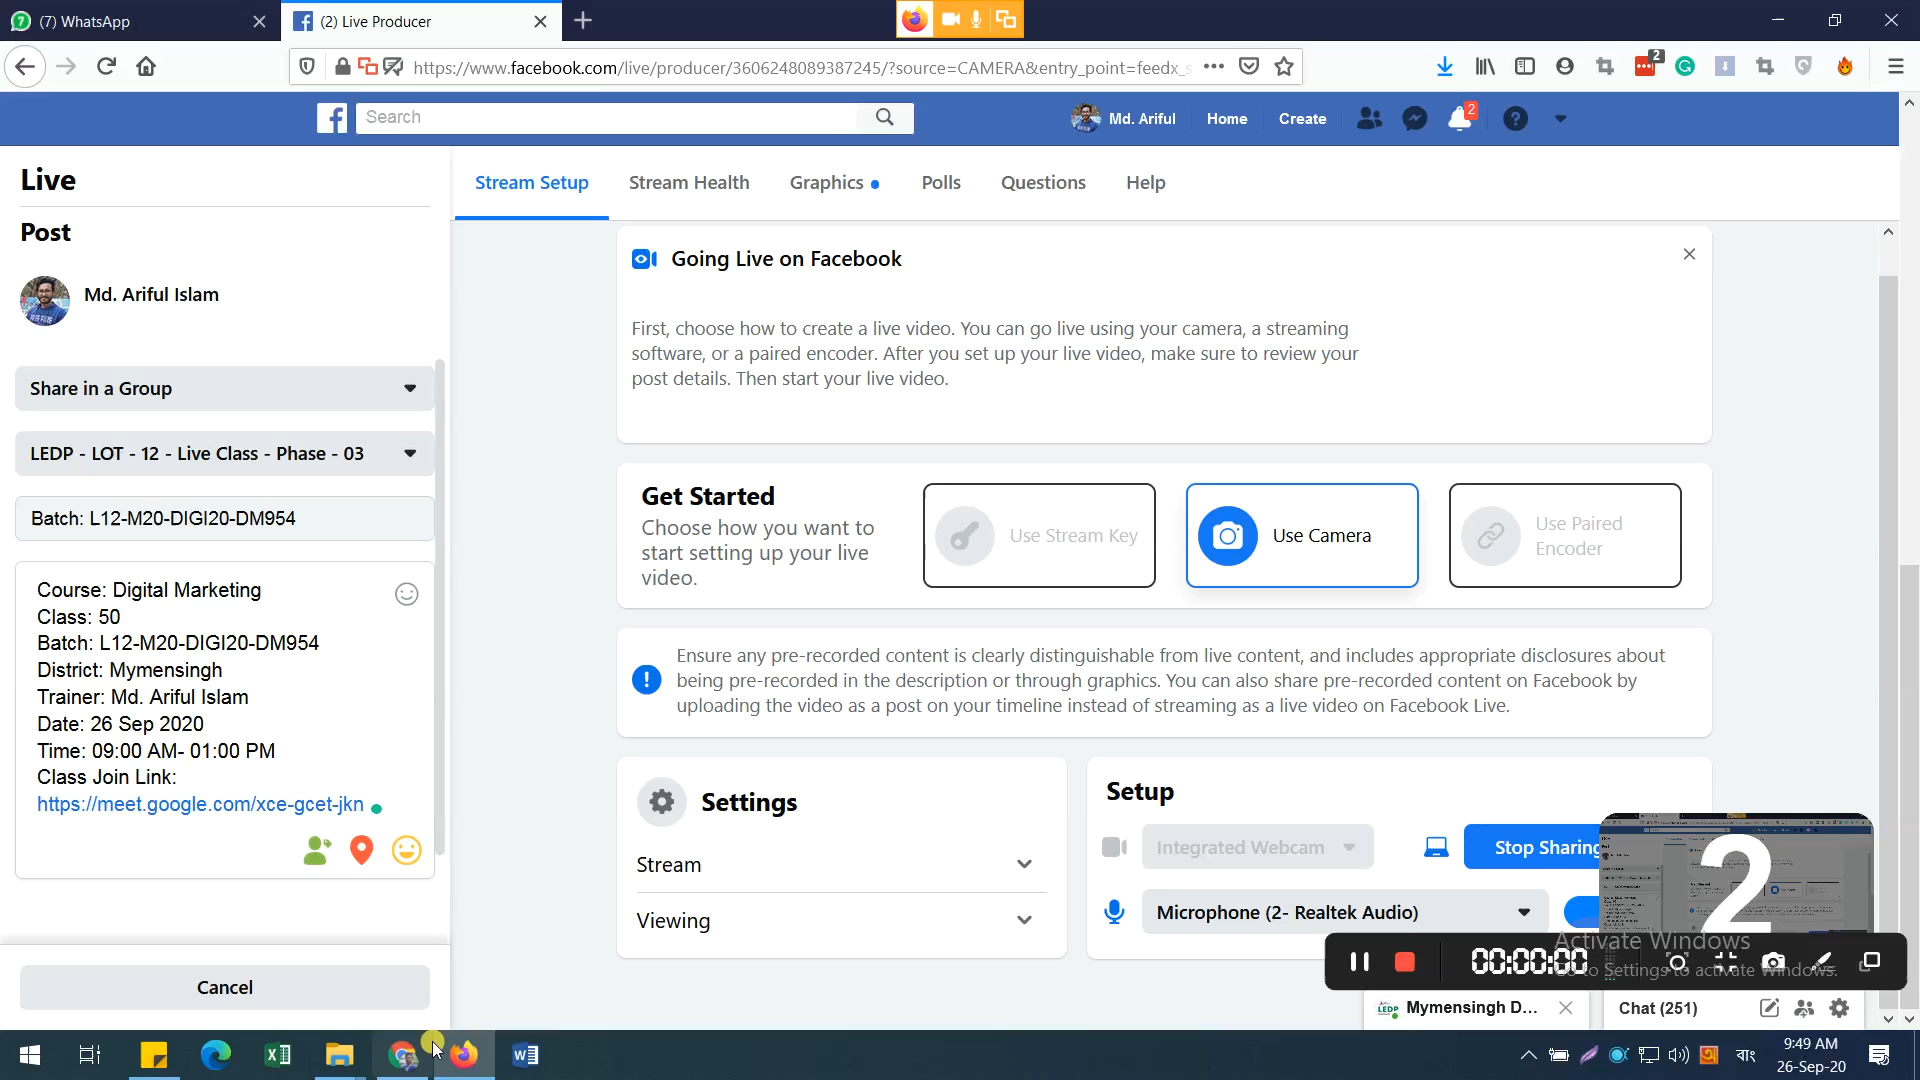 (7) WhatsApp
(2) Live Producer
https://www.facebook.com/live/producer/3606248089387245/?source=CAMERA&entry_point=feedx_s
2
Search
Md. Ariful
Home
Create
2
Live
Post
Md. Ariful Islam
Share in a Group
LEDP - LOT - 12 - Live Class - Phase - 03
Batch: L12-M20-DIGI20-DM954
Course: Digital Marketing
Class: 50
Batch: L12-M20-DIGI20-DM954
District: Mymensingh
Trainer: Md. Ariful Islam
Date: 26 Sep 2020
Time: 09:00 AM- 01:00 PM
Class Join Link:
https://meet.google.com/xce-gcet-jkn
Cancel
Stream Setup
Stream Health
Graphics
Polls
Questions
Help
Going Live on Facebook
First, choose how to create a live video. You can go live using your camera, a streaming
software, or a paired encoder. After you set up your live video, make sure to review your
post details. Then start your live video.
Get Started
Choose how you want to
start setting up your live
video.
Use Stream Key
Use Camera
Use Paired
Encoder
Ensure any pre-recorded content is clearly distinguishable from live content, and includes appropriate disclosures about
being pre-recorded in the description or through graphics. You can also share pre-recorded content on Facebook by
uploading the video as a post on your timeline instead of streaming as a live video on Facebook Live.
Settings
Stream
Viewing
Setup
Integrated Webcam
Stop Sharing
Microphone (2- Realtek Audio)
2
Activate Windows
Go to Settings to activate Windows.
00:00:00
LEDP
Mymensingh D...
Chat (251)
বাং
9:49 AM
26-Sep-20